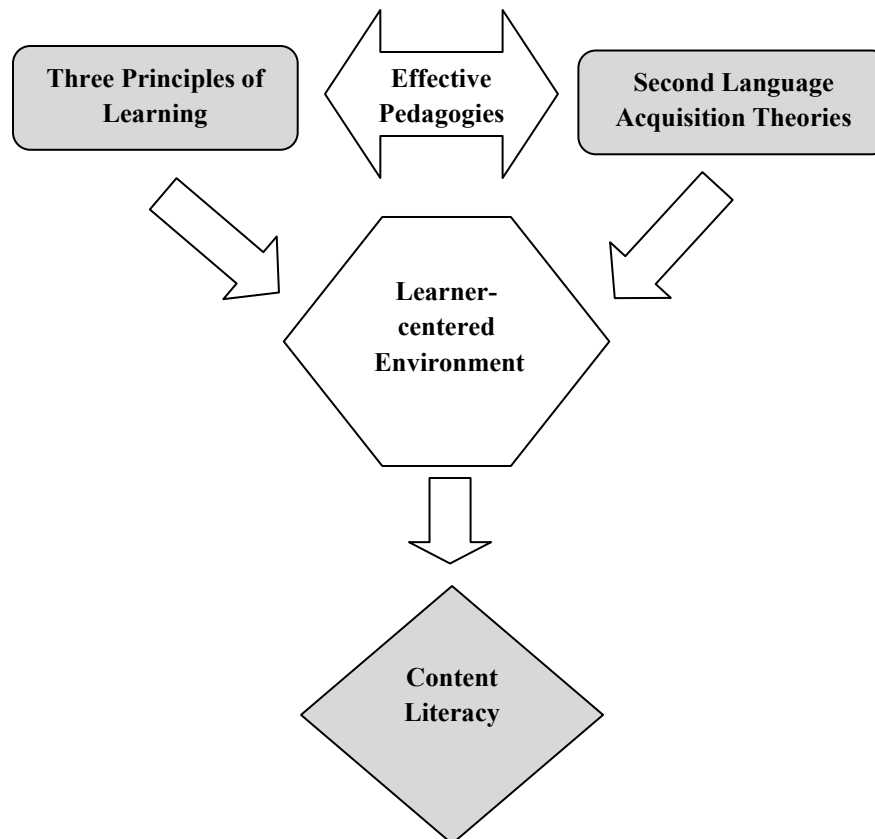 Three Principles of
Learning
Effective
Pedagogies
Second Language
Acquisition Theories
Learner-
centered
Environment
Content
Literacy